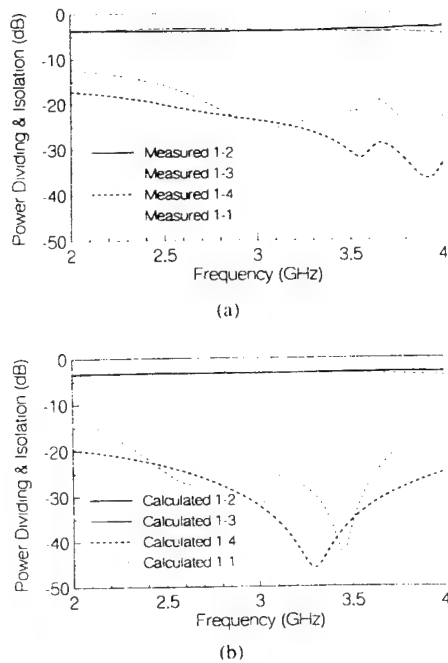 0
-10
-20
-30
-40
-50
Power Dividing & Isolation (dB)
Measured 1-2
Measured 1-3
Measured 1-4
Measured 1-1
2
2.5
3
3.5
4
Frequency (GHz)
(a)
0
-10
-20
-30
-40
-50
Power Dividing & Isolation (dB)
Calculated 1-2
Calculated 1-3
Calculated 1-4
Calculated 1 1
2
2.5
3
3.5
4
Frequency (GHz)
(b)